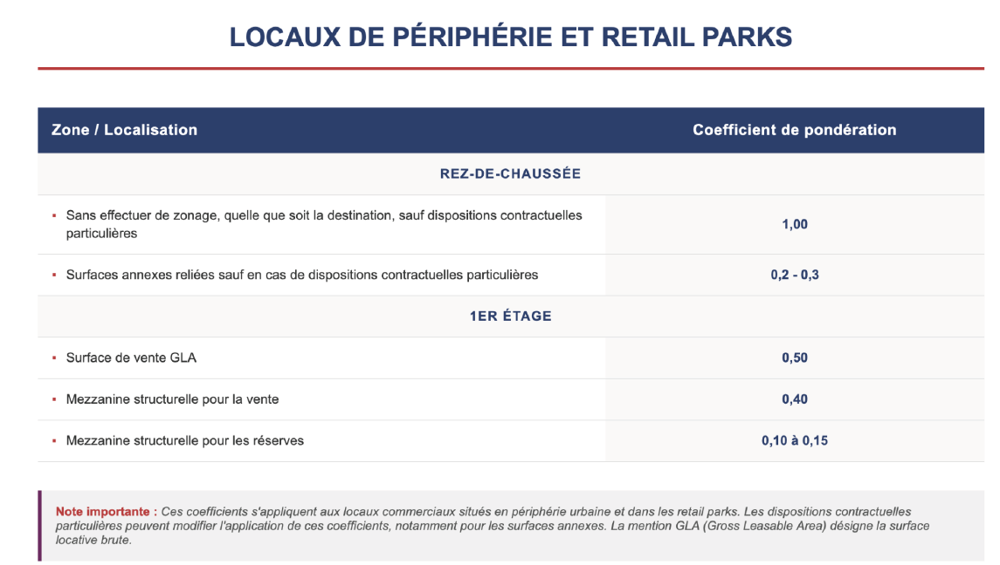 LOCAUX DE PÉRIPHÉRIE ET RETAIL PARKS
Zone / Localisation
Coefficient de pondération
REZ-DE-CHAUSSÉE
▪ Sans effectuer de zonage, quelle que soit la destination, sauf dispositions contractuelles
particulières
1,00
▪ Surfaces annexes reliées sauf en cas de dispositions contractuelles particulières
0,2 - 0,3
1ER ÉTAGE
▪ Surface de vente GLA
0,50
▪ Mezzanine structurelle pour la vente
0,40
▪ Mezzanine structurelle pour les réserves
0,10 à 0,15
Note importante : Ces coefficients s'appliquent aux locaux commerciaux situés en périphérie urbaine et dans les retail parks. Les dispositions contractuelles
particulières peuvent modifier l'application de ces coefficients, notamment pour les surfaces annexes. La mention GLA (Gross Leasable Area) désigne la surface
locative brute.